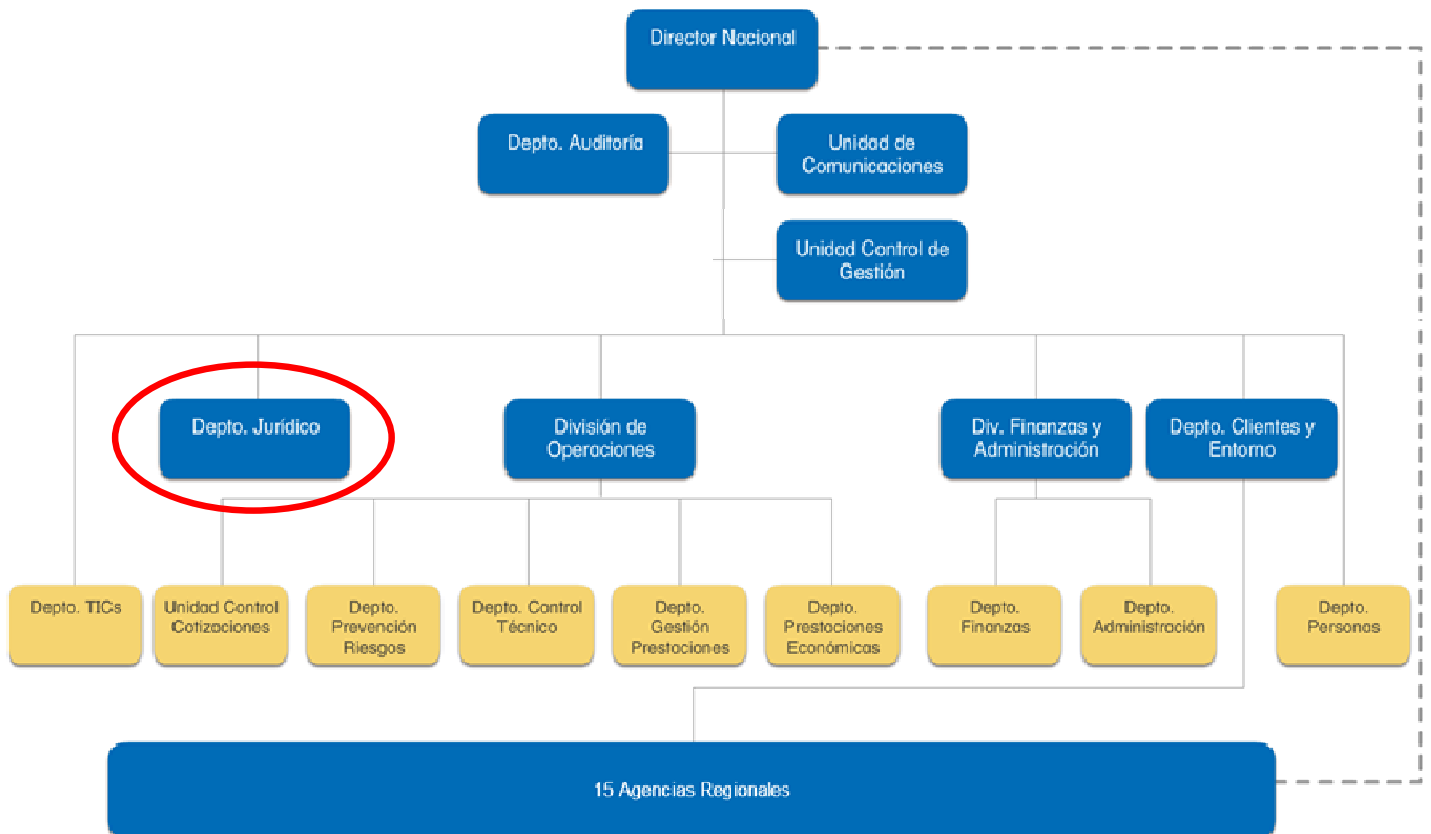 Director Nacional
Depto. Auditoría
Unidad de
Comunicaciones
Unidad Control de
Gestión
Depto. Jurídico
División de
Operaciones
Div. Finanzas y
Administración
Depto. Clientes y
Entorno
Depto. TICs
Unidad Control
Cotizaciones
Depto.
Prevención
Riesgos
Depto. Control
Técnico
Depto.
Gestión
Prestaciones
Depto.
Prestaciones
Económicas
Depto.
Finanzas
Depto.
Administración
Depto.
Personas
15 Agencias Regionales